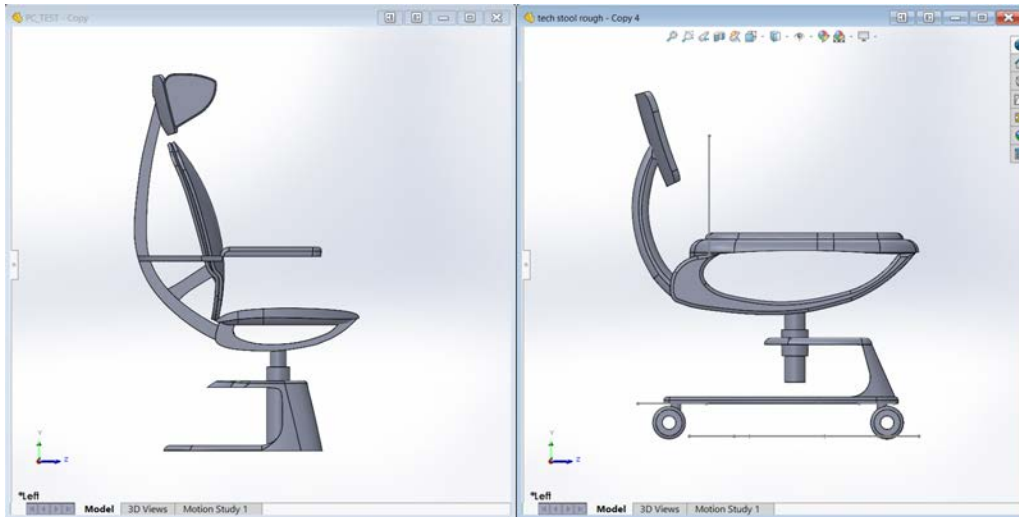 PC_TEST - Copy
tech stool rough - Copy 4
Y
Z
Y
Z
*Left
*Left
Model
3D Views
Motion Study 1
Model
3D Views
Motion Study 1